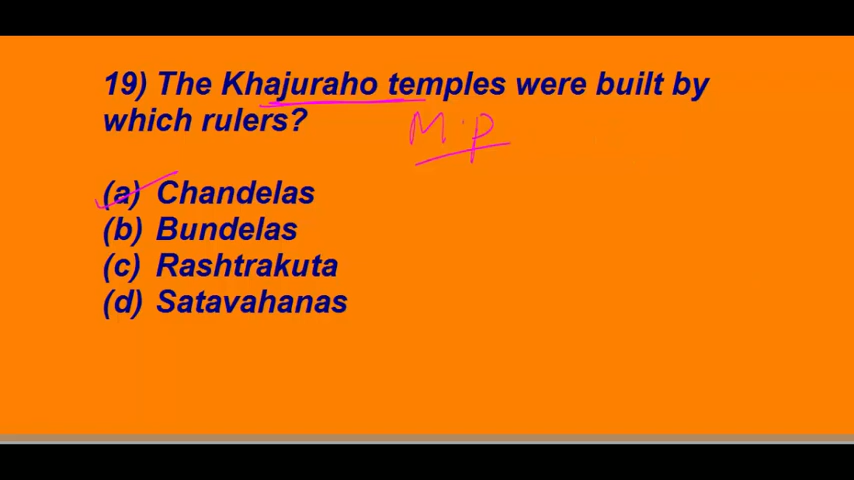 19) The Khajuraho temples were built by
which rulers?
M.P
(a) Chandelas
(b) Bundelas
(c) Rashtrakuta
(d) Satavahanas